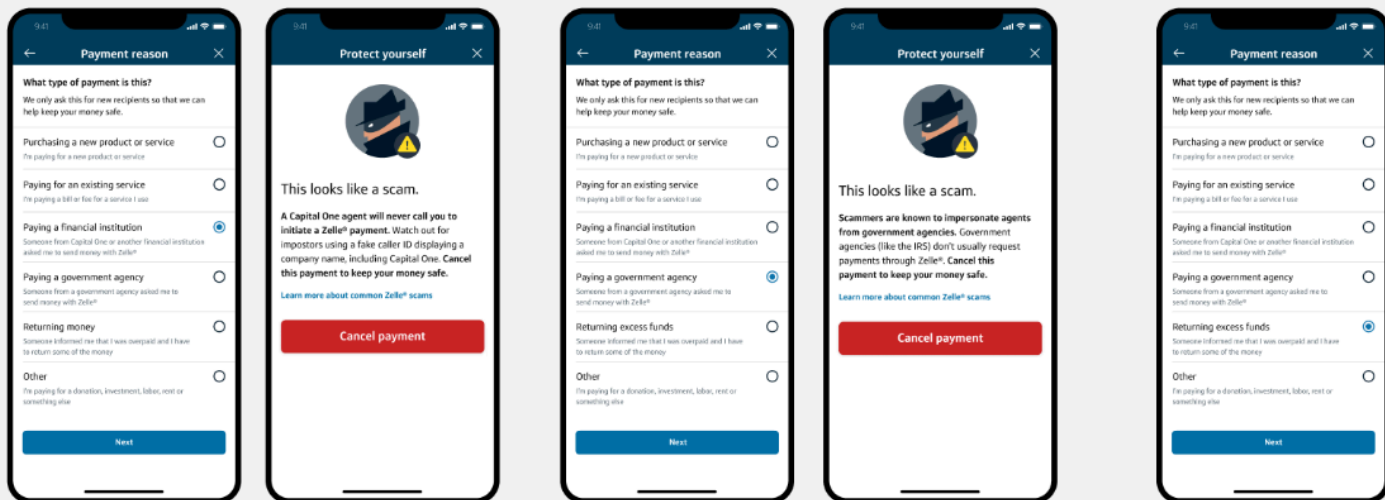 9:41
Payment reason
What type of payment is this?
We only ask this for new recipients so that we can
help keep your money safe.
Purchasing a new product or service
I'm paying for a new product or service
Paying for an existing service
I'm paying a bill or fee for a service I use
Paying a financial institution
Someone from Capital One or another financial institution
asked me to send money with Zelle®
Paying a government agency
Someone from a government agency asked me to
send money with Zelle®
Returning money
Someone informed me that I was overpaid and I have
to return some of the money
Other
I'm paying for a donation, investment, labor, rent or
something else
Next
9:41
Protect yourself
This looks like a scam.
A Capital One agent will never call you to
initiate a Zelle® payment. Watch out for
impostors using a fake caller ID displaying a
company name, including Capital One. Cancel
this payment to keep your money safe.
Learn more about common Zelle® scams
Cancel payment
9:41
Payment reason
What type of payment is this?
We only ask this for new recipients so that we can
help keep your money safe.
Purchasing a new product or service
I'm paying for a new product or service
Paying for an existing service
I'm paying a bill or fee for a service I use
Paying a financial institution
Someone from Capital One or another financial institution
asked me to send money with Zelle®
Paying a government agency
Someone from a government agency asked me to
send money with Zelle®
Returning excess funds
Someone informed me that I was overpaid and I have
to return some of the money
Other
I'm paying for a donation, investment, labor, rent or
something else
Next
9:41
Protect yourself
This looks like a scam.
Scammers are known to impersonate agents
from government agencies. Government
agencies (like the IRS) don't usually request
payments through Zelle®. Cancel this
payment to keep your money safe.
Learn more about common Zelle® scams
Cancel payment
9:41
Payment reason
What type of payment is this?
We only ask this for new recipients so that we can
help keep your money safe.
Purchasing a new product or service
I'm paying for a new product or service
Paying for an existing service
I'm paying a bill or fee for a service I use
Paying a financial institution
Someone from Capital One or another financial institution
asked me to send money with Zelle®
Paying a government agency
Someone from a government agency asked me to
send money with Zelle®
Returning excess funds
Someone informed me that I was overpaid and I have
to return some of the money
Other
I'm paying for a donation, investment, labor, rent or
something else
Next